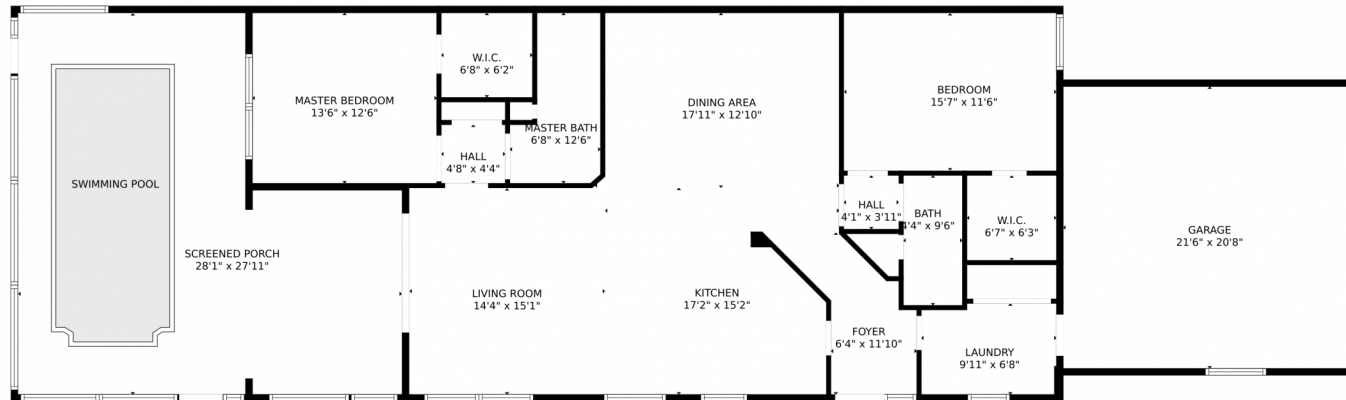 W.I.C.
6'8" x 6'2"
MASTER BEDROOM
13'6" x 12'6"
DINING AREA
17'11" x 12'10"
BEDROOM
15'7" x 11'6"
MASTER BATH
6'8" x 12'6"
HALL
4'8" x 4'4"
SWIMMING POOL
HALL
4'1" x 3'11"
BATH
4'4" x 9'6"
W.I.C.
6'7" x 6'3"
GARAGE
21'6" x 20'8"
SCREENED PORCH
28'1" x 27'11"
LIVING ROOM
14'4" x 15'1"
KITCHEN
17'2" x 15'2"
FOYER
6'4" x 11'10"
LAUNDRY
9'11" x 6'8"